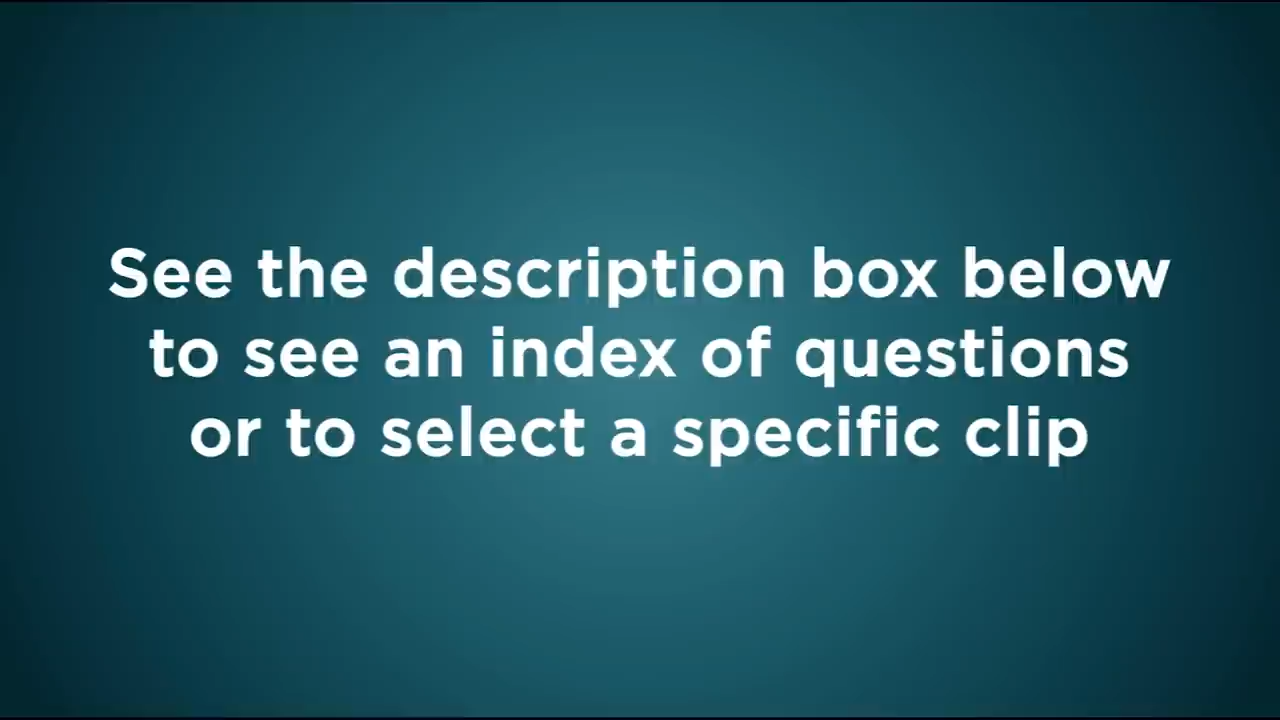 See the description box below
to see an index of questions
or to select a specific clip